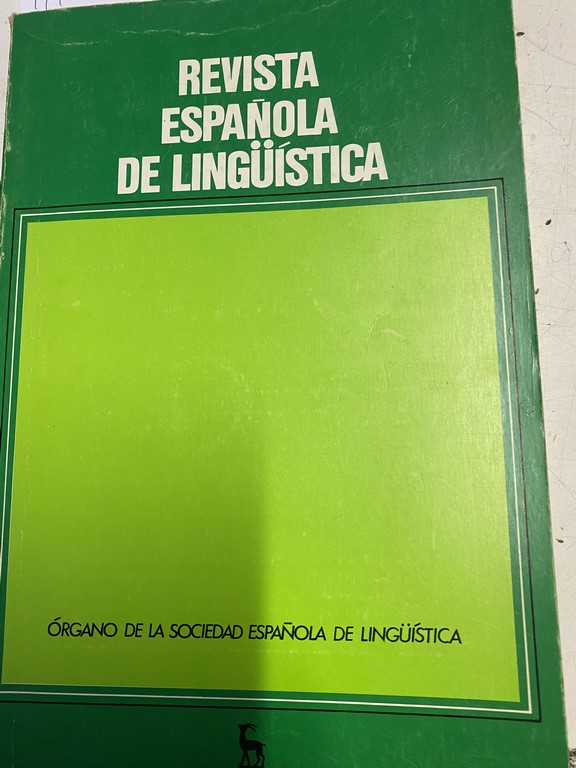 REVISTA
ESPAÑOLA
DE LINGÜÍSTICA
ÓRGANO DE LA SOCIEDAD ESPAÑOLA DE LINGÜÍSTICA